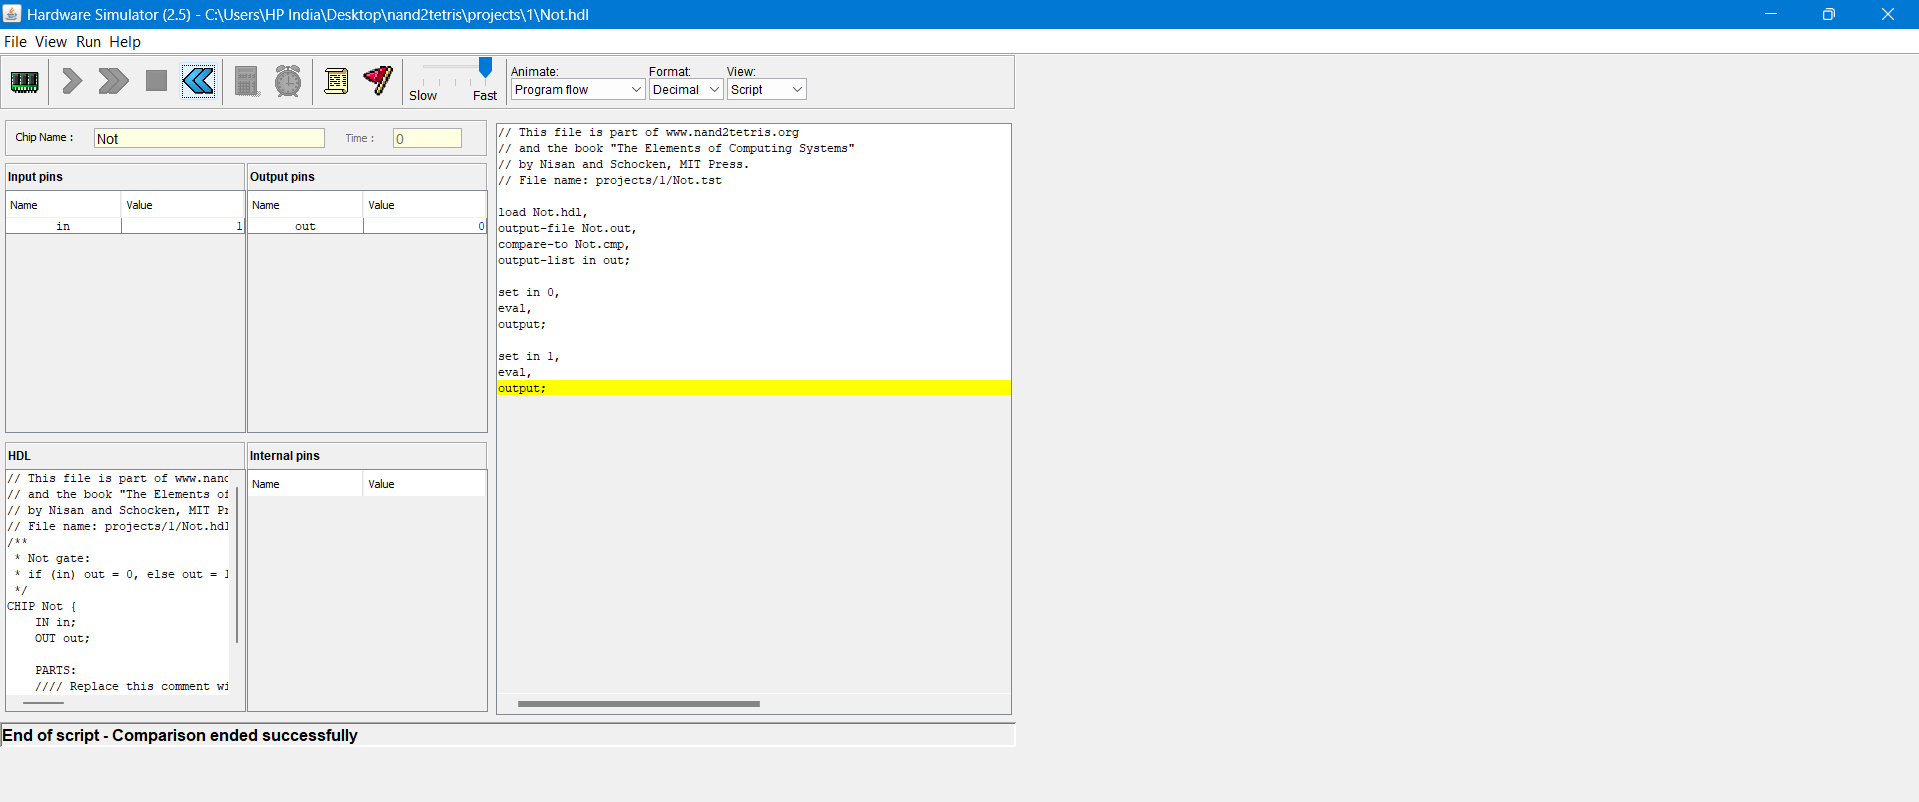 Hardware Simulator (2.5) - C:\Users\HP India\Desktop\nand2tetris\projects\1\Not.hdl
File View Run Help
Slow Fast
Animate: Format: View:
Program flow Decimal Script
Chip Name : Not Time : 0
Input pins
Name Value
in 1
Output pins
Name Value
out 0
HDL
// This file is part of www.nand
// and the book "The Elements of
// by Nisan and Schocken, MIT Pr
// File name: projects/1/Not.hdl
/**
* Not gate:
* if (in) out = 0, else out = 1
*/
CHIP Not {
IN in;
OUT out;
PARTS:
//// Replace this comment wi
Internal pins
Name Value
// This file is part of www.nand2tetris.org
// and the book "The Elements of Computing Systems"
// by Nisan and Schocken, MIT Press.
// File name: projects/1/Not.tst
load Not.hdl,
output-file Not.out,
compare-to Not.cmp,
output-list in out;
set in 0,
eval,
output;
set in 1,
eval,
output;
End of script - Comparison ended successfully